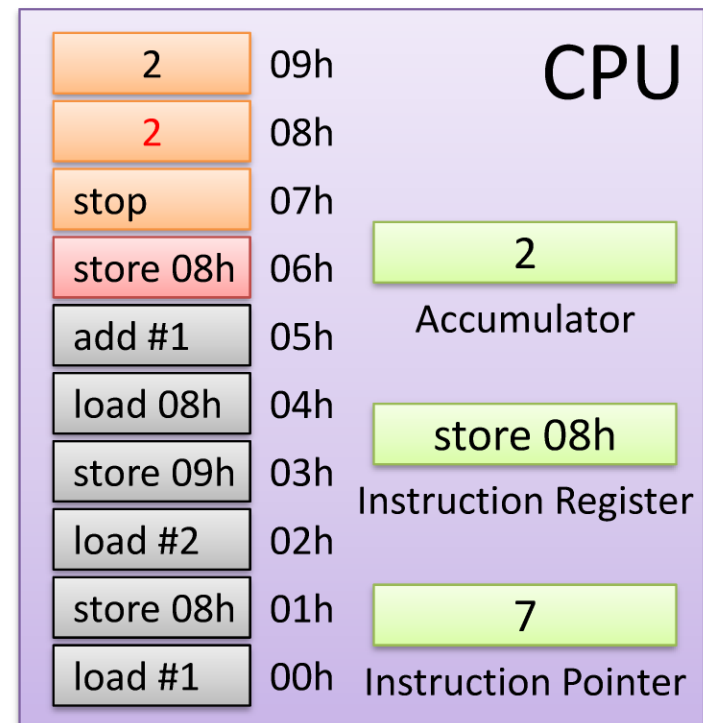 CPU
2 09h
2 08h
stop 07h
store 08h 06h
add #1 05h
load 08h 04h
store 09h 03h
load #2 02h
store 08h 01h
load #1 00h
2
Accumulator
store 08h
Instruction Register
7
Instruction Pointer